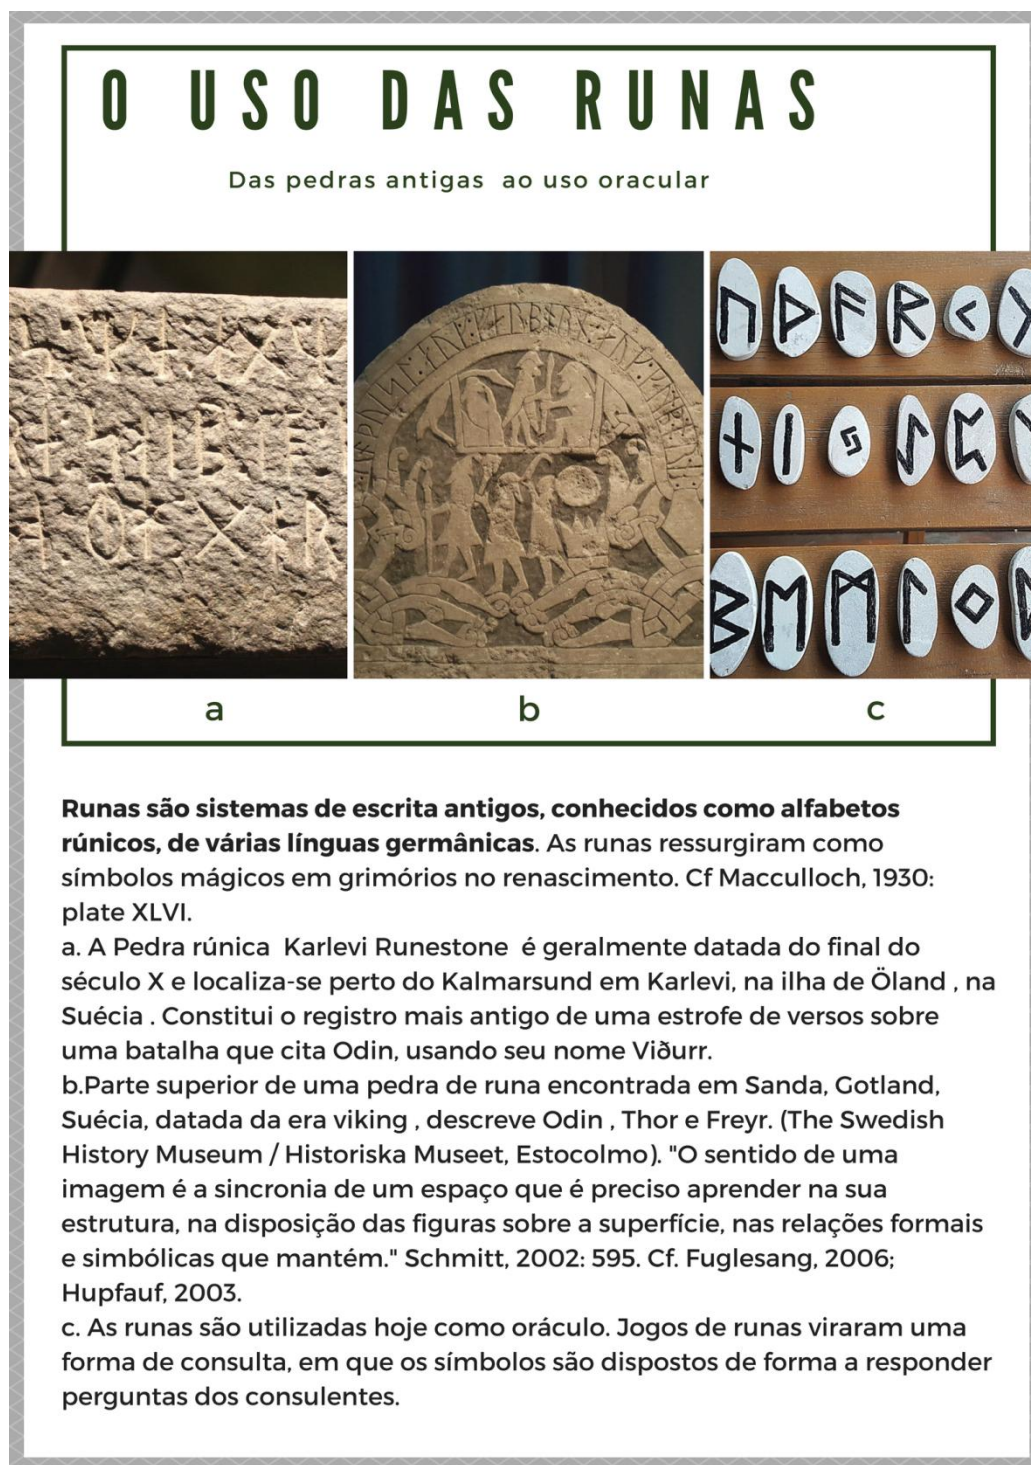 O USO DAS RUNAS
Das pedras antigas ao uso oracular
ᚢ ᚦ ᚨ ᚱ ᚲ
ᚾ ᛁ ᛇ ᛈ
ᛒ ᛖ ᛗ ᛚ
a
b
c
Runas são sistemas de escrita antigos, conhecidos como alfabetos
rúnicos, de várias línguas germânicas. As runas ressurgiram como
símbolos mágicos em grimórios no renascimento. Cf Macculloch, 1930:
plate XLVI.
a. A Pedra rúnica Karlevi Runestone é geralmente datada do final do
século X e localiza-se perto do Kalmarsund em Karlevi, na ilha de Öland , na
Suécia . Constitui o registro mais antigo de uma estrofe de versos sobre
uma batalha que cita Odin, usando seu nome Viðurr.
b.Parte superior de uma pedra de runa encontrada em Sanda, Gotland,
Suécia, datada da era viking , descreve Odin , Thor e Freyr. (The Swedish
History Museum / Historiska Museet, Estocolmo). "O sentido de uma
imagem é a sincronia de um espaço que é preciso aprender na sua
estrutura, na disposição das figuras sobre a superfície, nas relações formais
e simbólicas que mantém." Schmitt, 2002: 595. Cf. Fuglesang, 2006;
Hupfauf, 2003.
c. As runas são utilizadas hoje como oráculo. Jogos de runas viraram uma
forma de consulta, em que os símbolos são dispostos de forma a responder
perguntas dos consulentes.